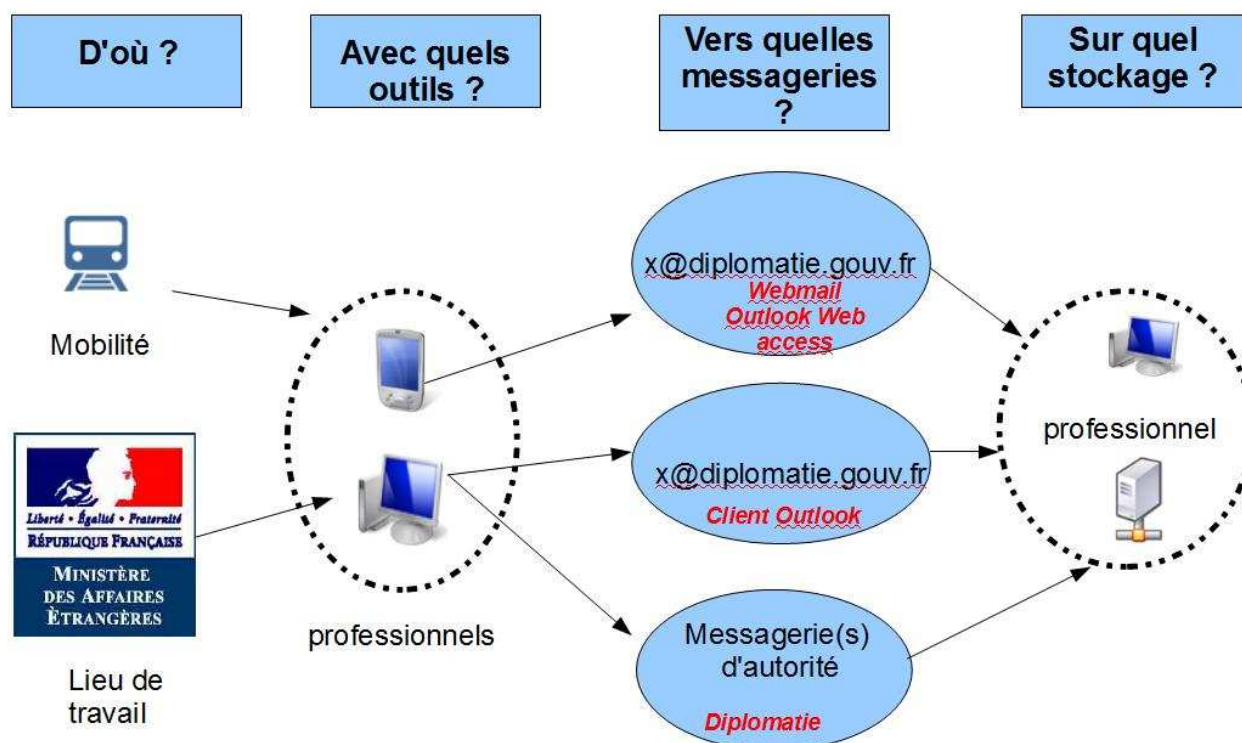 D'où ?
Avec quels
outils ?
Vers quelles
messageries
?
Sur quel
stockage ?
Mobilité
Liberté • Égalité • Fraternité
RÉPUBLIQUE FRANÇAISE
MINISTÈRE
DES AFFAIRES
ÈTRANGÈRES
Lieu de
travail
professionnels
x@diplomatie.gouv.fr
Webmail
Outlook Web
access
x@diplomatie.gouv.fr
Client Outlook
Messagerie(s)
d'autorité
Diplomatie
professionnel